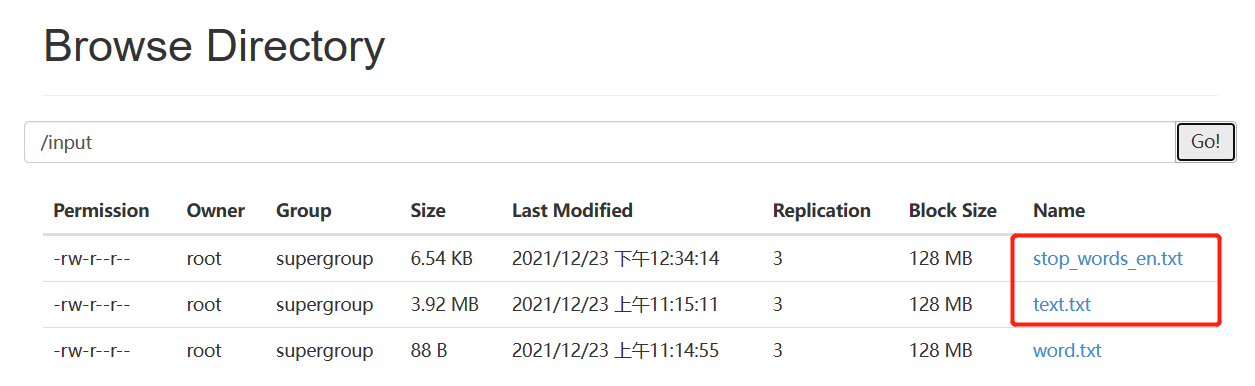 Browse Directory
/input Go!
Permission Owner Group Size Last Modified Replication Block Size Name
-rw-r--r-- root supergroup 6.54 KB 2021/12/23 下午12:34:14 3 128 MB stop_words_en.txt
-rw-r--r-- root supergroup 3.92 MB 2021/12/23 上午11:15:11 3 128 MB text.txt
-rw-r--r-- root supergroup 88 B 2021/12/23 上午11:14:55 3 128 MB word.txt